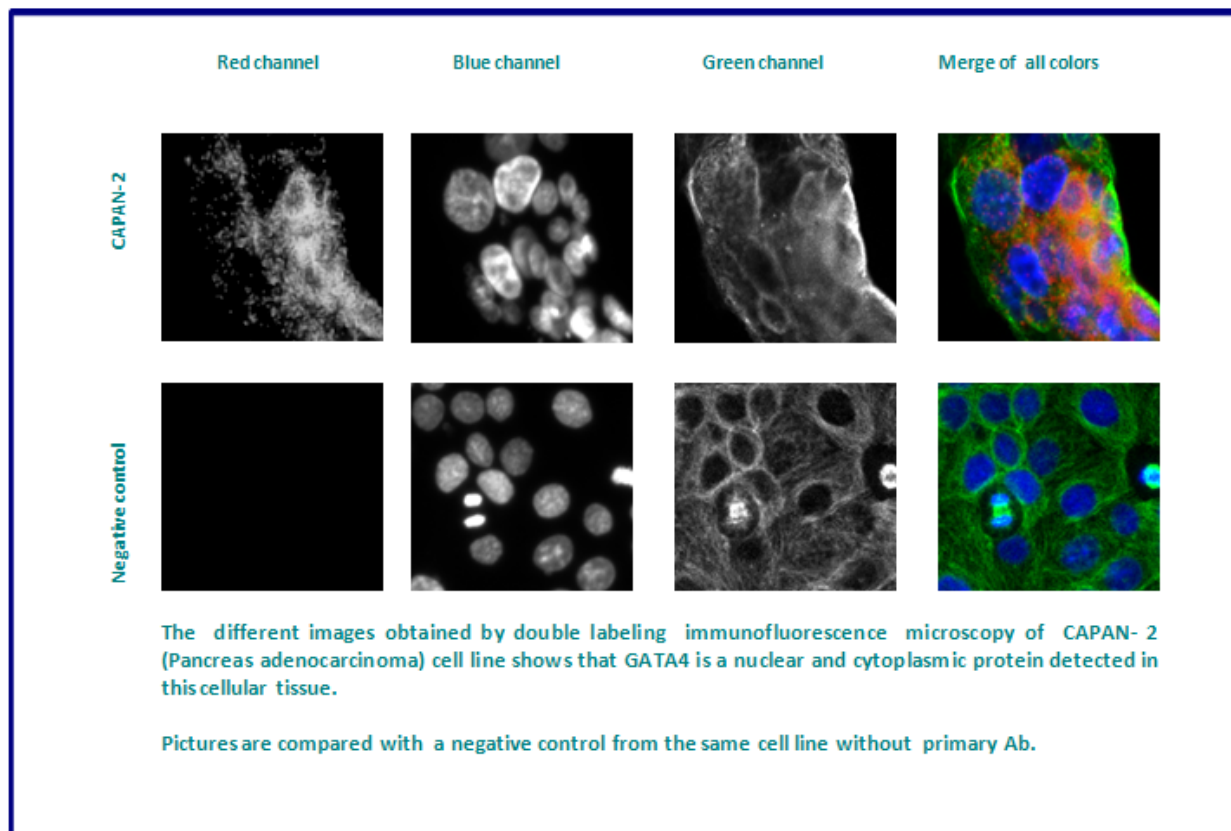 Red channel
Blue channel
Green channel
Merge of all colors
CAPAN-2
Negative control
The different images obtained by double labeling immunofluorescence microscopy of CAPAN- 2
(Pancreas adenocarcinoma) cell line shows that GATA4 is a nuclear and cytoplasmic protein detected in
this cellular tissue.
Pictures are compared with a negative control from the same cell line without primary Ab.